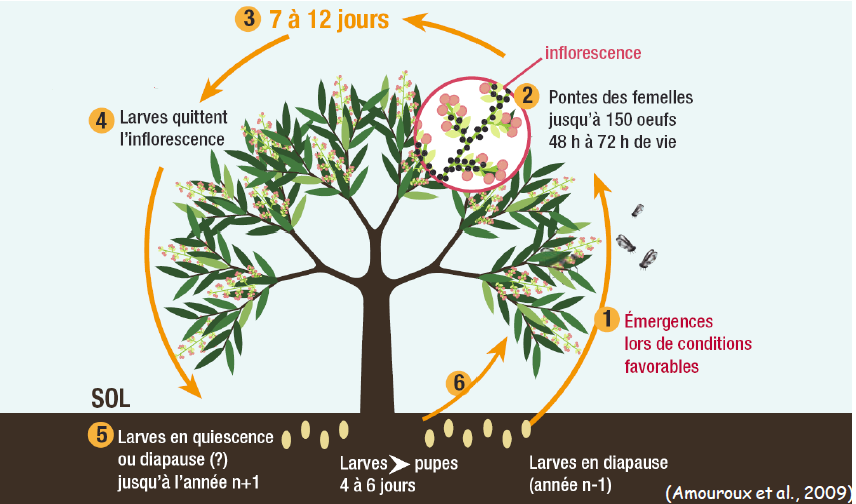 3 7 à 12 jours
inflorescence
2 Pontes des femelles
jusqu'à 150 oeufs
48 h à 72 h de vie
4 Larves quittent
l'inflorescence
1 Émergences
lors de conditions
favorables
6
SOL
5 Larves en quiescence
ou diapause (?)
jusqu'à l'année n+1
Larves > pupes
4 à 6 jours
Larves en diapause
(année n-1)
(Amouroux et al., 2009)